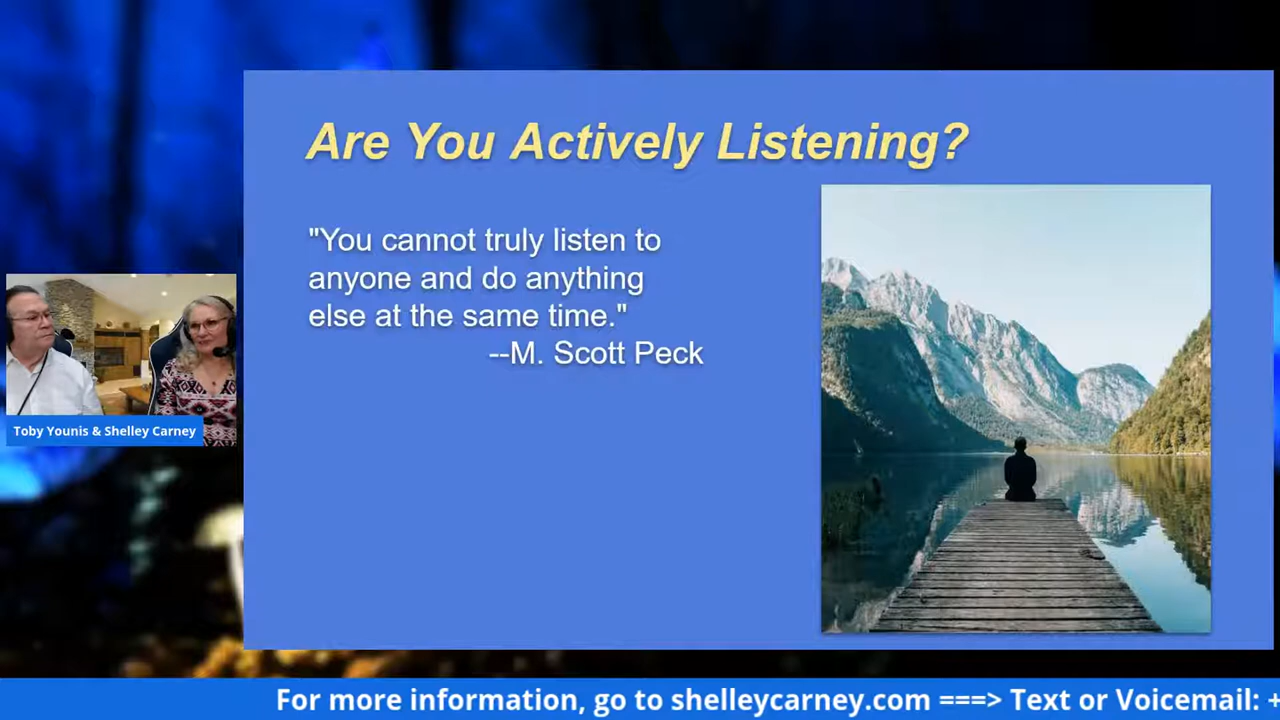 Are You Actively Listening?
"You cannot truly listen to
anyone and do anything
else at the same time."
--M. Scott Peck
Toby Younis & Shelley Carney
For more information, go to shelleycarney.com ===> Text or Voicemail: +